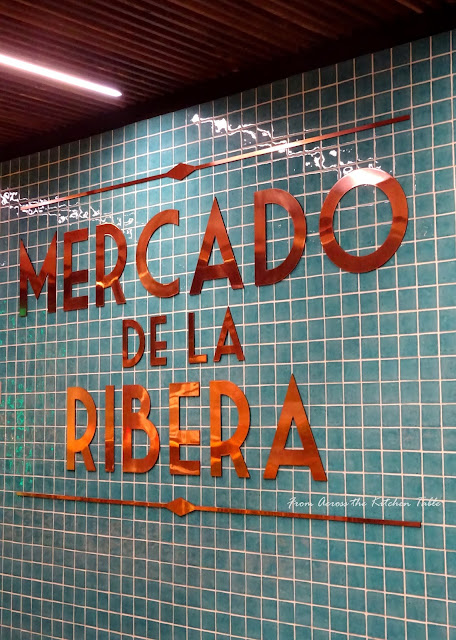 MERCADO
DE LA
RIBERA
From Across the Kitchen Table